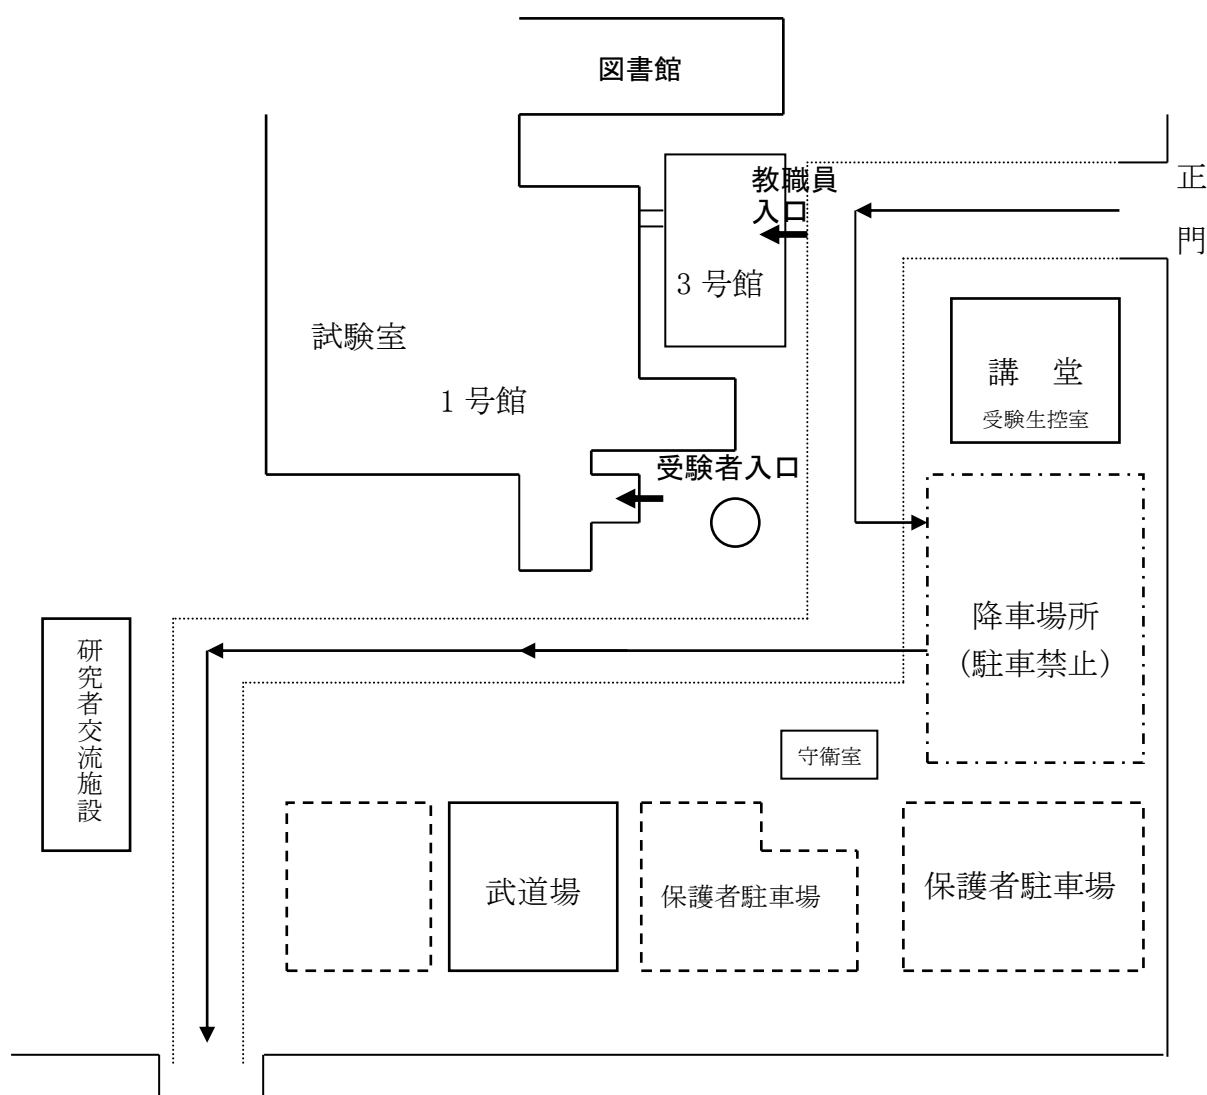 図書館
教職員
入口
正門
3 号館
試験室
1 号館
講 堂
受験生控室
受験者入口
降車場所
(駐車禁止)
研究者交流施設
守衛室
武道場
保護者駐車場
保護者駐車場